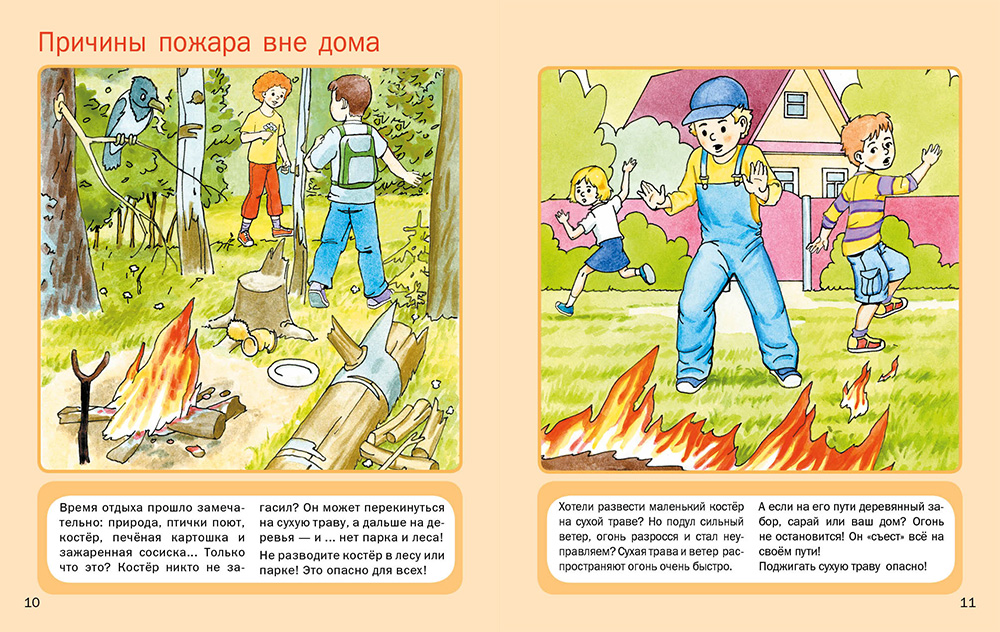 Причины пожара вне дома
Время отдыха прошло замеча-
тельно: природа, птички поют,
костёр, печёная картошка и
зажаренная сосиска... Только
что это? Костёр никто не за-
гасил? Он может перекинуться
на сухую траву, а дальше на де-
ревья — и ... нет парка и леса!
Не разводите костёр в лесу или
парке! Это опасно для всех!
10
Хотели развести маленький костёр
на сухой траве? Но подул сильный
ветер, огонь разросся и стал неу-
правляем? Сухая трава и ветер рас-
пространяют огонь очень быстро.
А если на его пути деревянный за-
бор, сарай или ваш дом? Огонь
не остановится! Он «съест» всё на
своём пути!
Поджигать сухую траву опасно!
11